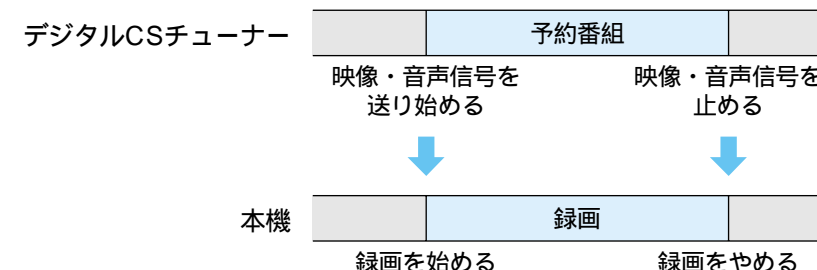 デジタルCSチューナー
予約番組
映像・音声信号を
送り始める
映像・音声信号を
止める
本機
録画
録画を始める
録画をやめる